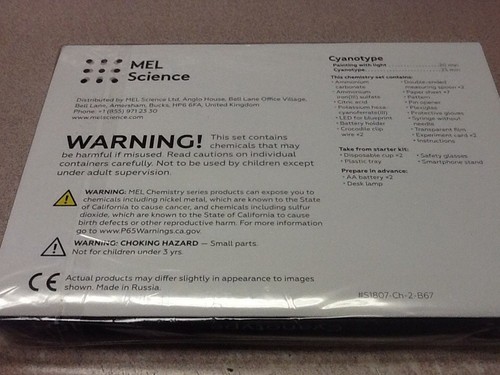 MEL
Science
Distributed by MEL Science Ltd, Anglo House, Bell Lane Office Village,
Bell Lane, Amersham, Bucks, HP6 6FA, United Kingdom
Phone: +1 (855) 971 23 30
www.melscience.com
WARNING! This set contains
chemicals that may
be harmful if misused. Read cautions on individual
containers carefully. Not to be used by children except
under adult supervision.
WARNING: MEL Chemistry series products can expose you to
chemicals including nickel metal, which are known to the State
of California to cause cancer, and chemicals including sulfur
dioxide, which are known to the State of California to cause
birth defects or other reproductive harm. For more information
go to www.P65Warnings.ca.gov.
WARNING: CHOKING HAZARD — Small parts.
Not for children under 3 yrs.
CE Actual products may differ slightly in appearance to images
shown. Made in Russia.
Cyanotype
Painting with light
Cyanotype
This chemistry set contains:
• Ammonium
carbonate
• Ammonium
iron(III) sulfate
• Citric acid
• Potassium hexa-
cyanoferrate(III)
• LED for blueprint
• Battery holder
• Crocodile clip
wire ×2
• Double-ended
measuring spoon ×1
• Paper sheet
• Pattern
• Pin opener
• Pipettes
• Protective gloves
• Syringe without
needle
• Transparent film
• Experiment card ×2
• Instructions
Take from starter kit:
• Disposable cup ×2
• Plastic tray
• Safety glasses
• Smartphone stand
Prepare in advance:
• AA battery ×2
• Desk lamp
#S1807-Ch-2-B67
Cyanotype